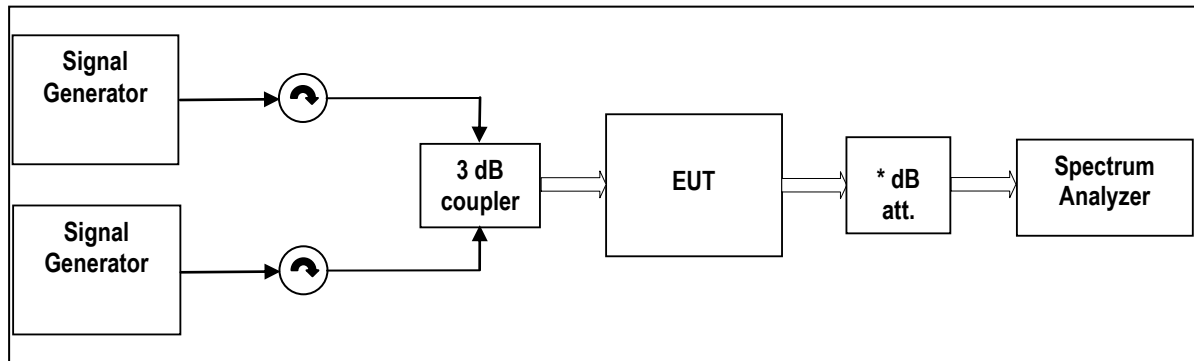 Signal
Generator
3 dB
coupler
EUT
* dB
att.
Spectrum
Analyzer
Signal
Generator